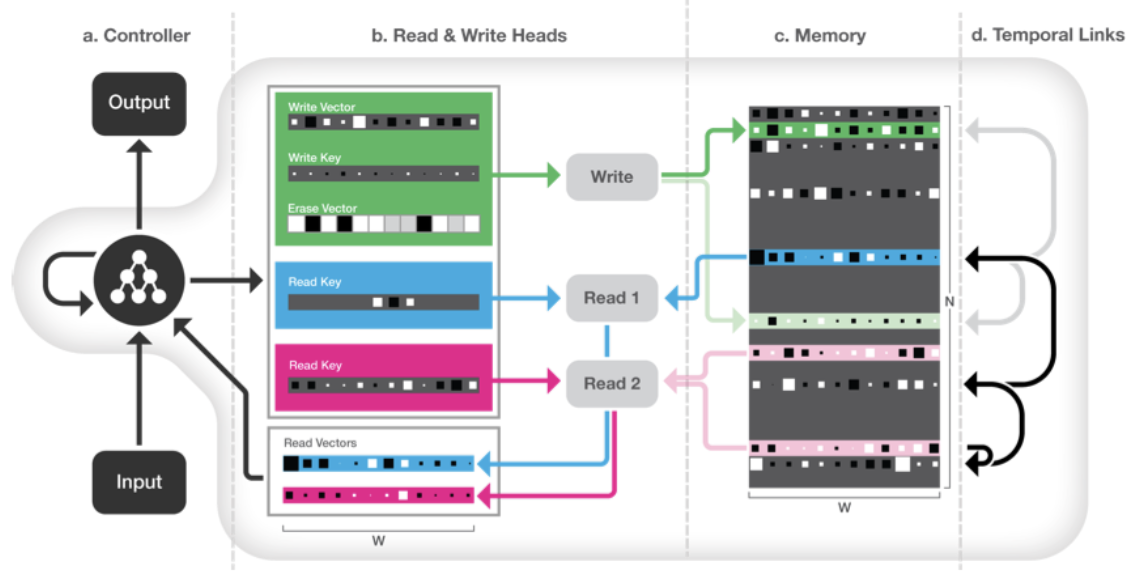 a. Controller
b. Read & Write Heads
c. Memory
d. Temporal Links
Output
Input
Write Vector
Write Key
Erase Vector
Read Key
Read Key
Read Vectors
W
Write
Read 1
Read 2
N
W